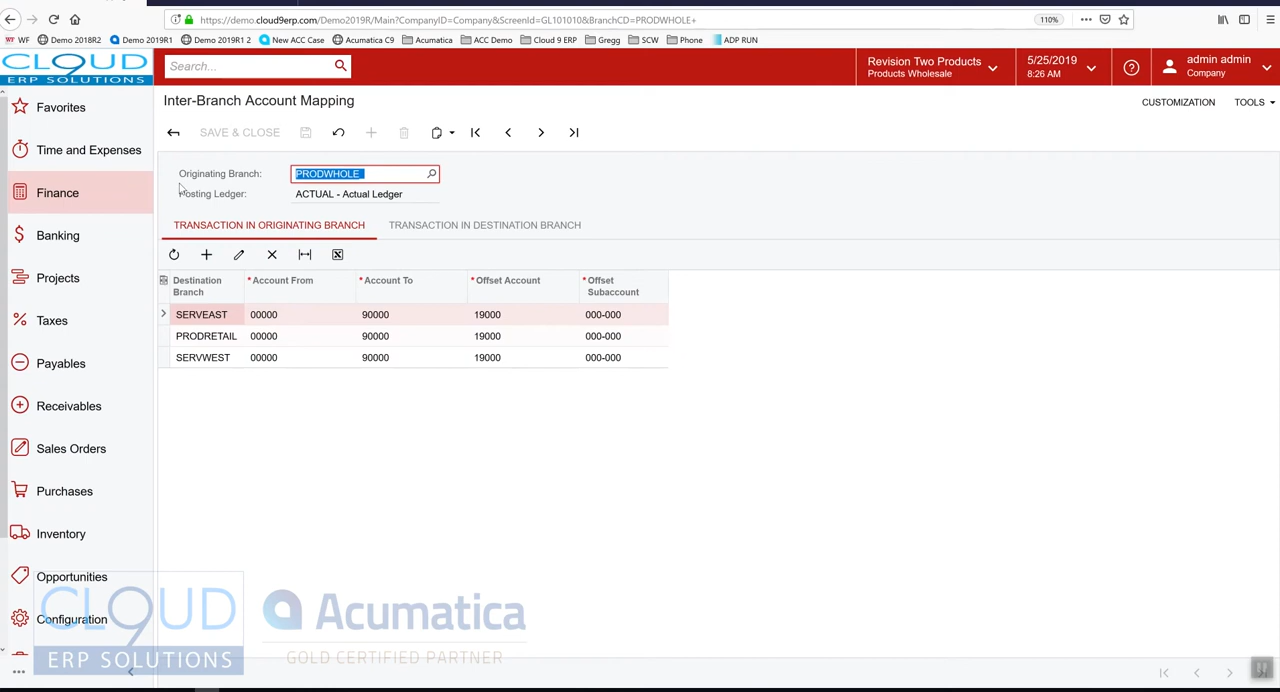 https://demo.cloud9erp.com/Demo2019R/Main?CompanyID=Company&ScreenId=GL101010&BranchCD=PRODWHOLE+
110%
WF
Demo 2018R2
Demo 2019R1
Demo 2019R1 2
New ACC Case
Acumatica C9
Acumatica
ACC Demo
Cloud 9 ERP
Gregg
SCW
Phone
ADP RUN
CLOUD9
ERP SOLUTIONS
Search...
Revision Two Products
Products Wholesale
5/25/2019
8:26 AM
admin admin
Company
Favorites
Time and Expenses
Finance
Banking
Projects
Taxes
Payables
Receivables
Sales Orders
Purchases
Inventory
Opportunities
Configuration
Inter-Branch Account Mapping
CUSTOMIZATION
TOOLS
SAVE & CLOSE
Originating Branch:
PRODWHOLE
Posting Ledger:
ACTUAL - Actual Ledger
TRANSACTION IN ORIGINATING BRANCH
TRANSACTION IN DESTINATION BRANCH
Destination Branch
* Account From
* Account To
* Offset Account
* Offset Subaccount
SERVEAST 00000 90000 19000 000-000
PRODRETAIL 00000 90000 19000 000-000
SERVWEST 00000 90000 19000 000-000
CLOUD9
ERP SOLUTIONS
Acumatica
GOLD CERTIFIED PARTNER